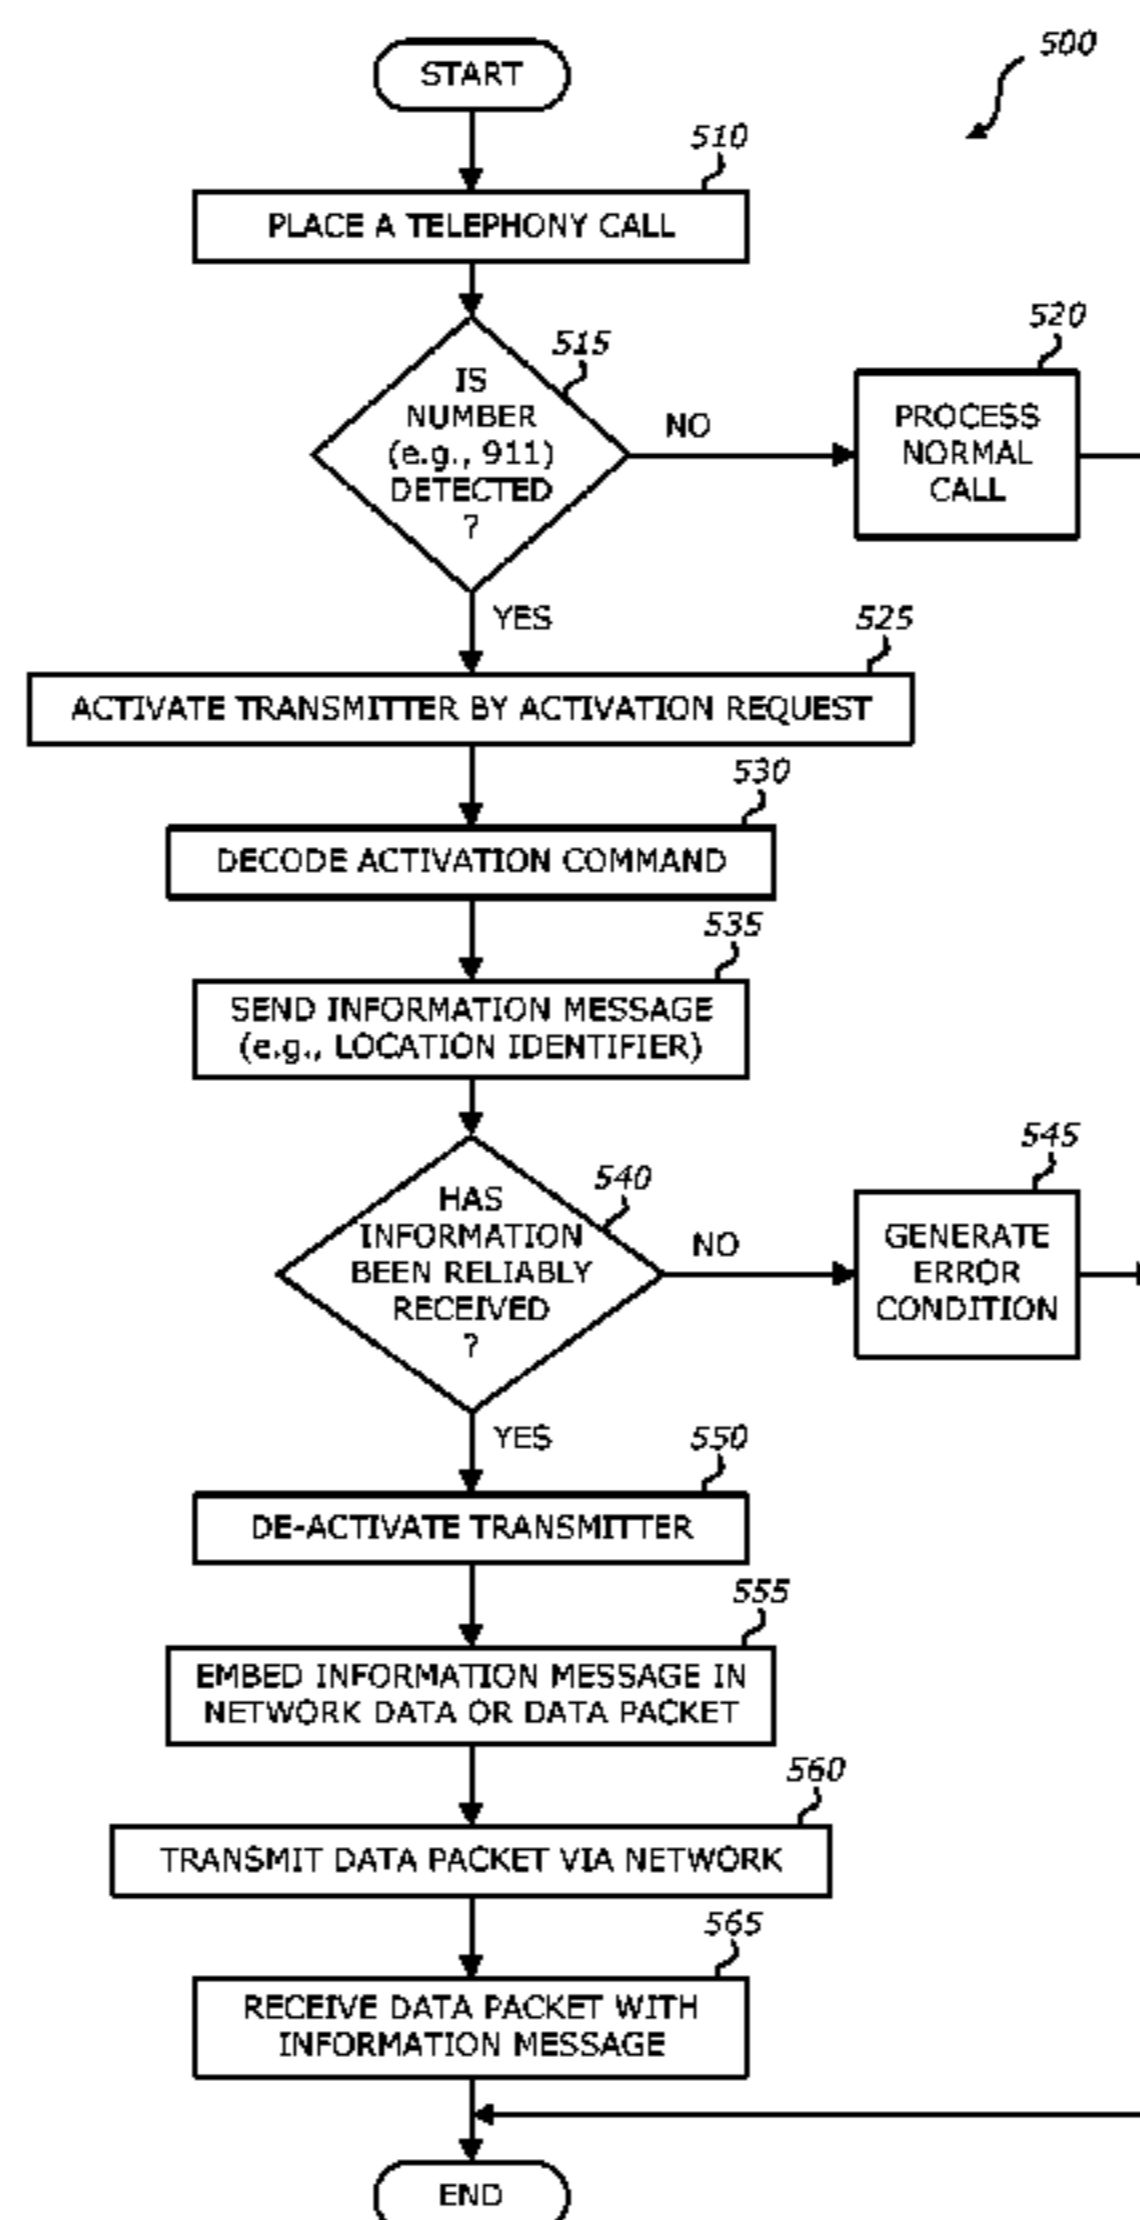 START
500
510
PLACE A TELEPHONY CALL
515
IS
NUMBER
(e.g., 911)
DETECTED
?
NO
520
PROCESS
NORMAL
CALL
YES
525
ACTIVATE TRANSMITTER BY ACTIVATION REQUEST
530
DECODE ACTIVATION COMMAND
535
SEND INFORMATION MESSAGE
(e.g., LOCATION IDENTIFIER)
540
HAS
INFORMATION
BEEN RELIABLY
RECEIVED
?
NO
545
GENERATE
ERROR
CONDITION
YES
550
DE-ACTIVATE TRANSMITTER
555
EMBED INFORMATION MESSAGE IN
NETWORK DATA OR DATA PACKET
560
TRANSMIT DATA PACKET VIA NETWORK
565
RECEIVE DATA PACKET WITH
INFORMATION MESSAGE
END